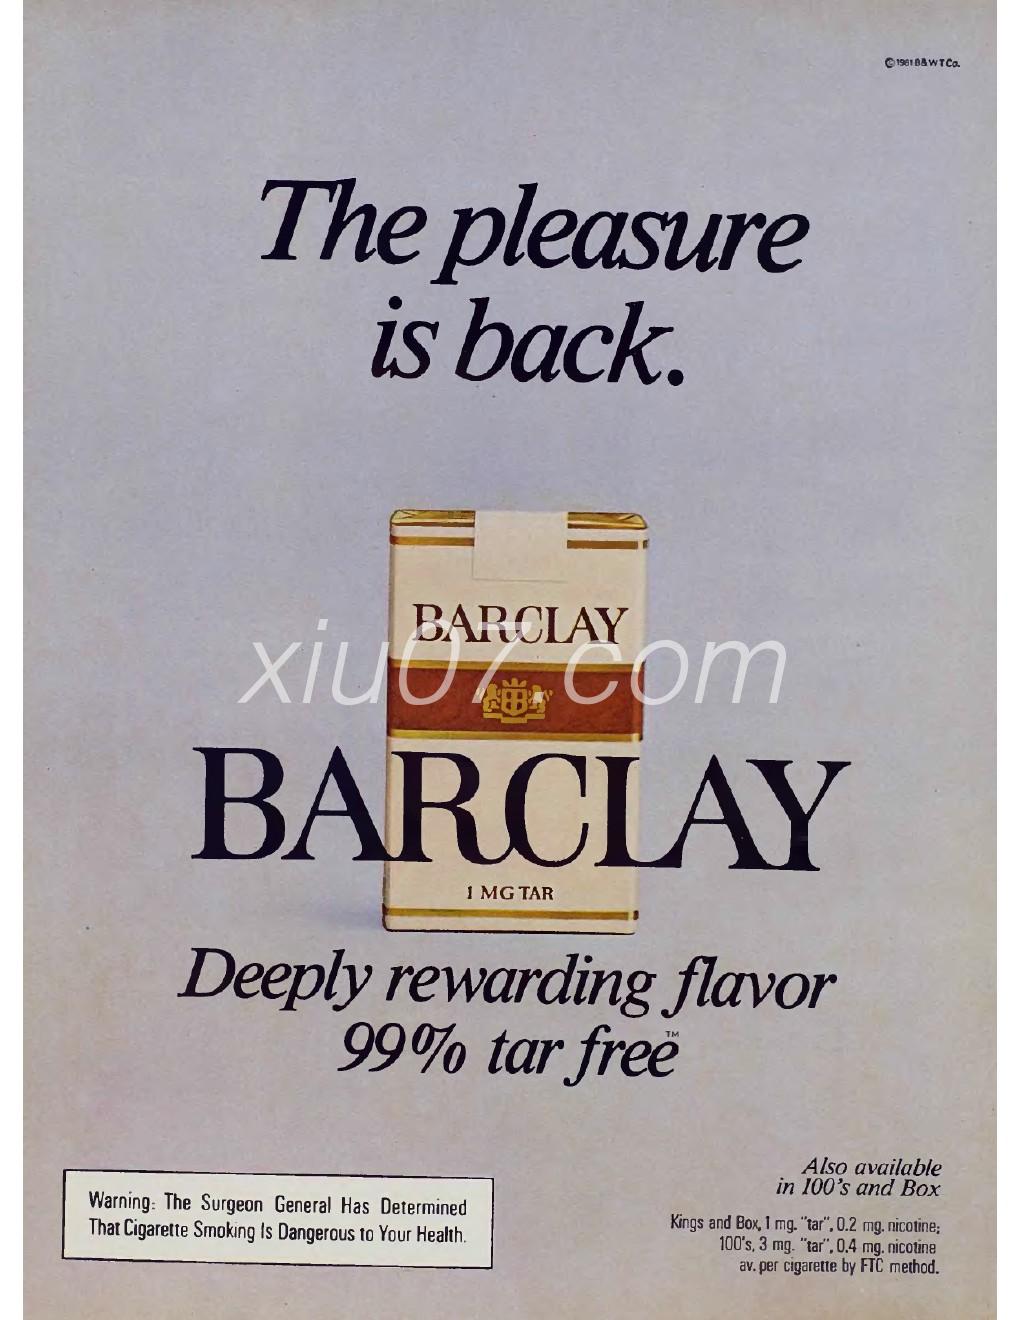 ©1981 B&W T Co.
The pleasure
is back.
BARCLAY
xiu07.com
BARCLAY
1 MG TAR
Deeply rewarding flavor
99% tar free™
Also available
in 100's and Box
Warning: The Surgeon General Has Determined
That Cigarette Smoking Is Dangerous to Your Health.
Kings and Box, 1 mg. "tar", 0.2 mg. nicotine;
100's, 3 mg. "tar", 0.4 mg. nicotine
av. per cigarette by FTC method.